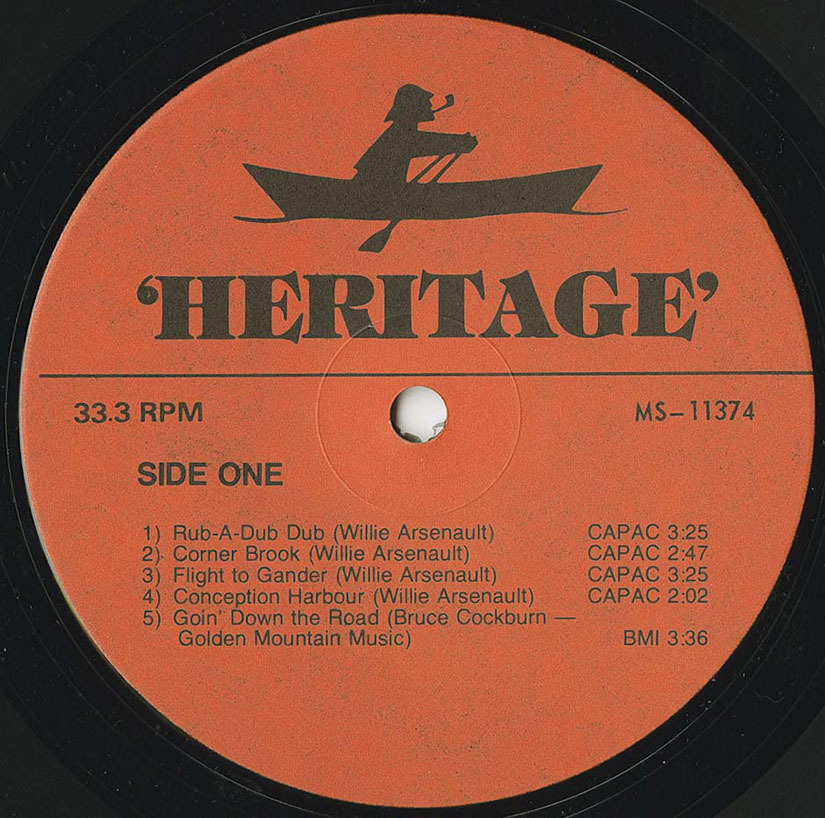 ‘HERITAGE’
33.3 RPM MS-11374
SIDE ONE
1) Rub-A-Dub Dub (Willie Arsenault) CAPAC 3:25
2) Corner Brook (Willie Arsenault) CAPAC 2:47
3) Flight to Gander (Willie Arsenault) CAPAC 3:25
4) Conception Harbour (Willie Arsenault) CAPAC 2:02
5) Goin' Down the Road (Bruce Cockburn —
Golden Mountain Music) BMI 3:36